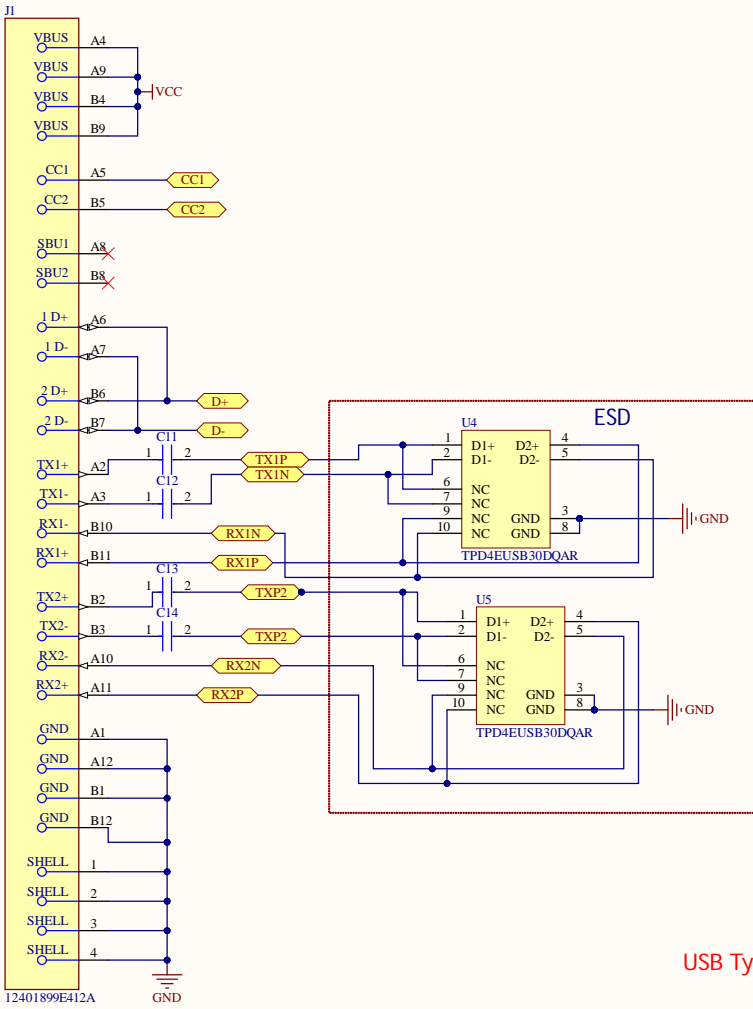 J1
VBUS A4
VBUS A9
VCC
VBUS B4
VBUS B9
CC1 A5 CC1
CC2 B5 CC2
SBU1 A8
SBU2 B8
1 D+ A6
1 D- A7
2 D+ B6 D+
2 D- B7 D-
TX1+ A2 1 C11 2 TX1P
TX1- A3 1 C12 2 TX1N
RX1- B10 RX1N
RX1+ B11 RX1P
TX2+ B2 1 C13 2 TXP2
TX2- B3 1 C14 2 TXP2
RX2- A10 RX2N
RX2+ A11 RX2P
GND A1
GND A12
GND B1
GND B12
SHELL 1
SHELL 2
SHELL 3
SHELL 4
GND
12401899E412A
ESD
U4
1 D1+ D2+ 4
2 D1- D2- 5
6 NC
7 NC
9 NC GND 3 GND
10 NC GND 8
TPD4EUSB30DQAR
U5
1 D1+ D2+ 4
2 D1- D2- 5
6 NC
7 NC
9 NC GND 3
10 NC GND 8 GND
TPD4EUSB30DQAR
USB Ty